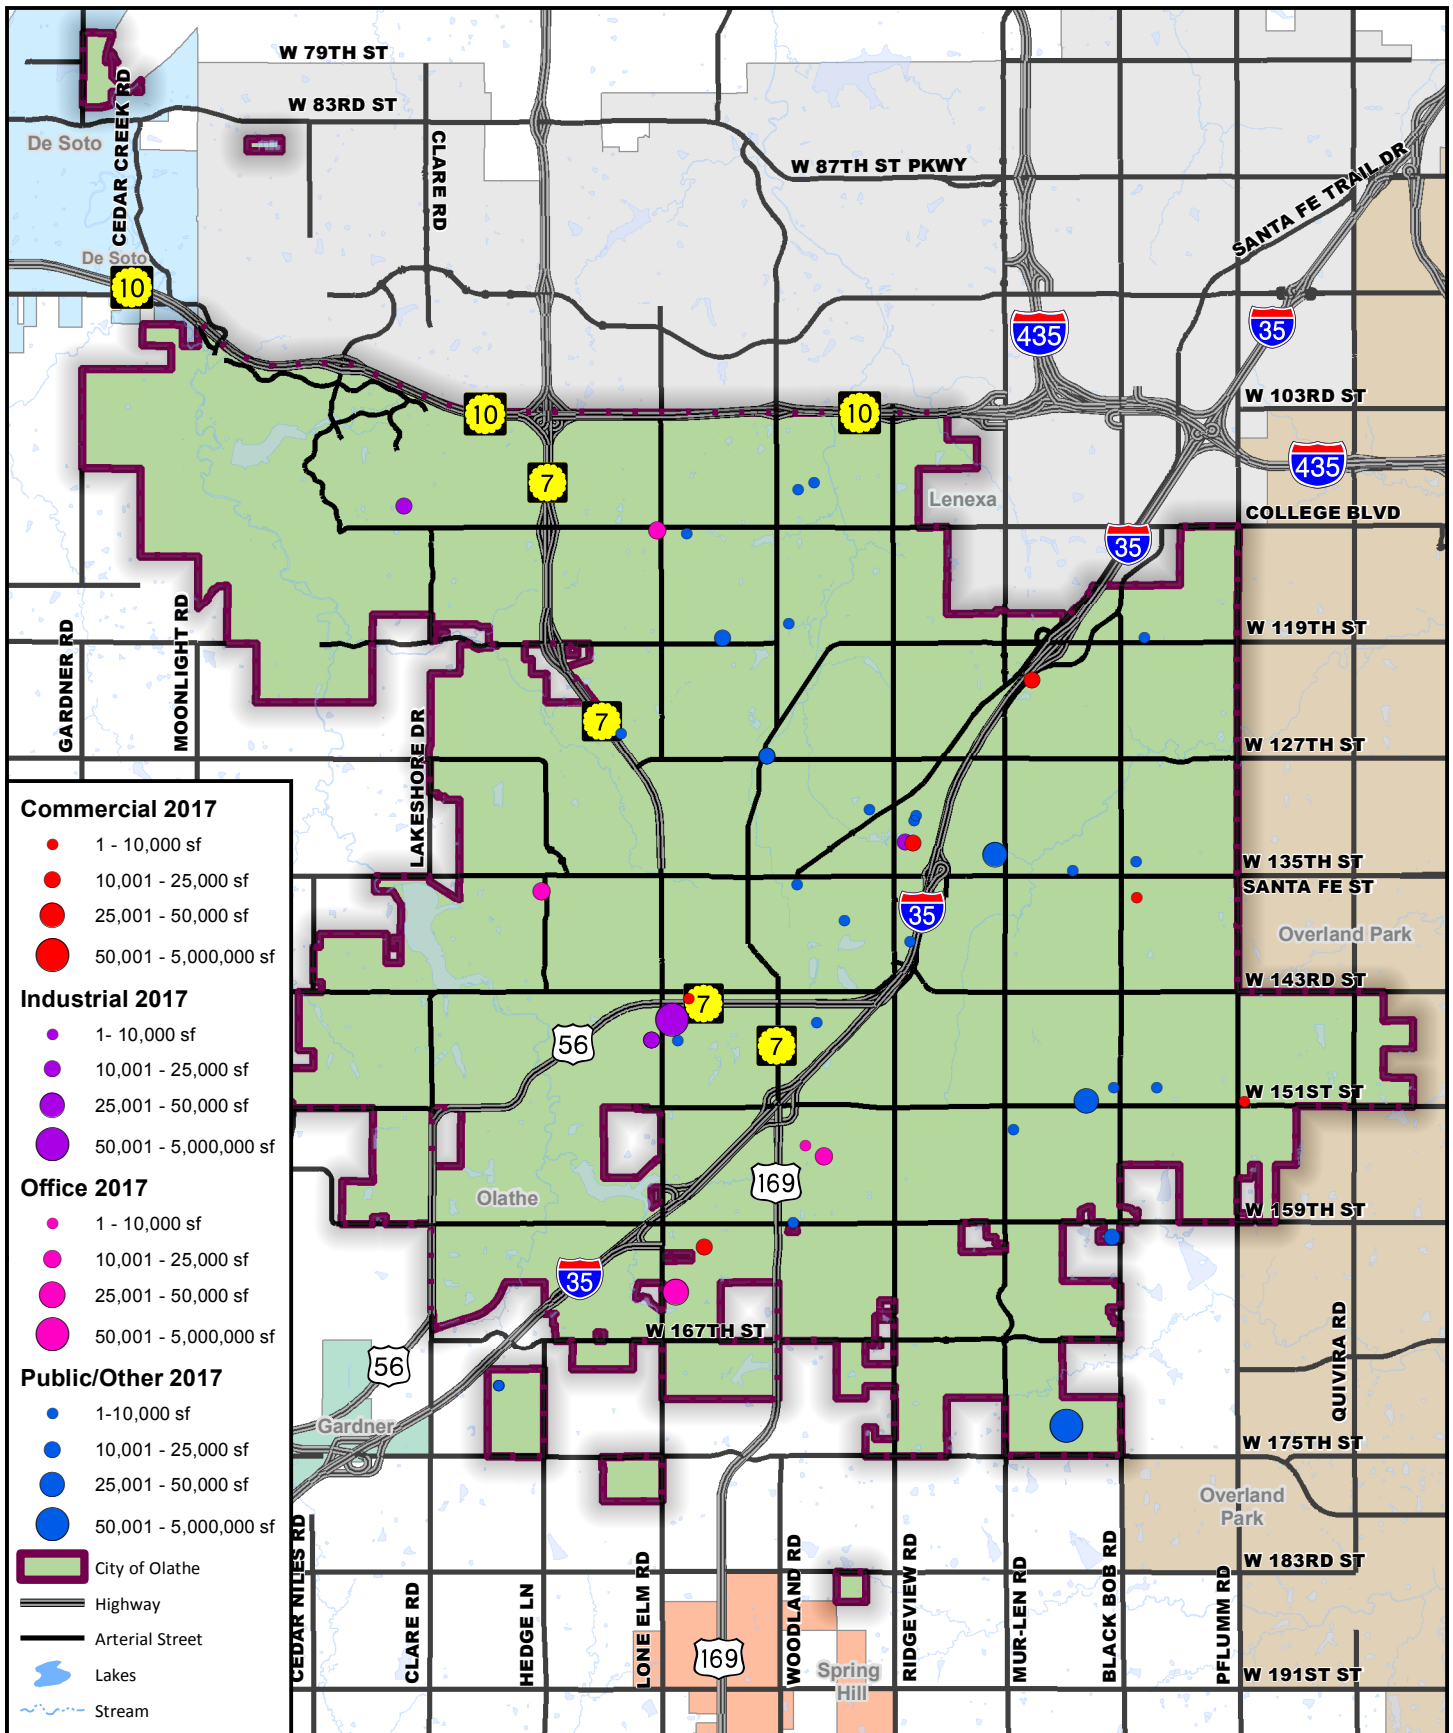 W 79TH ST
W 83RD ST
De Soto
CEDAR CREEK RD
CLARE RD
W 87TH ST PKWY
SANTA FE TRAIL DR
De Soto
10
435
35
W 103RD ST
10
10
435
7
Lenexa
COLLEGE BLVD
35
GARDNER RD
MOONLIGHT RD
W 119TH ST
LAKESHORE DR
7
W 127TH ST
W 135TH ST
SANTA FE ST
35
Overland Park
W 143RD ST
7
56
7
W 151ST ST
Olathe
169
W 159TH ST
35
W 167TH ST
56
QUIVIRA RD
Gardner
W 175TH ST
Overland
Park
W 183RD ST
CEDAR NILES RD
CLARE RD
HEDGE LN
LONE ELM RD
169
WOODLAND RD
Spring
Hill
RIDGEVIEW RD
MUR-LEN RD
BLACK BOB RD
PFLUMM RD
W 191ST ST
Commercial 2017
1 - 10,000 sf
10,001 - 25,000 sf
25,001 - 50,000 sf
50,001 - 5,000,000 sf
Industrial 2017
1- 10,000 sf
10,001 - 25,000 sf
25,001 - 50,000 sf
50,001 - 5,000,000 sf
Office 2017
1 - 10,000 sf
10,001 - 25,000 sf
25,001 - 50,000 sf
50,001 - 5,000,000 sf
Public/Other 2017
1-10,000 sf
10,001 - 25,000 sf
25,001 - 50,000 sf
50,001 - 5,000,000 sf
City of Olathe
Highway
Arterial Street
Lakes
Stream